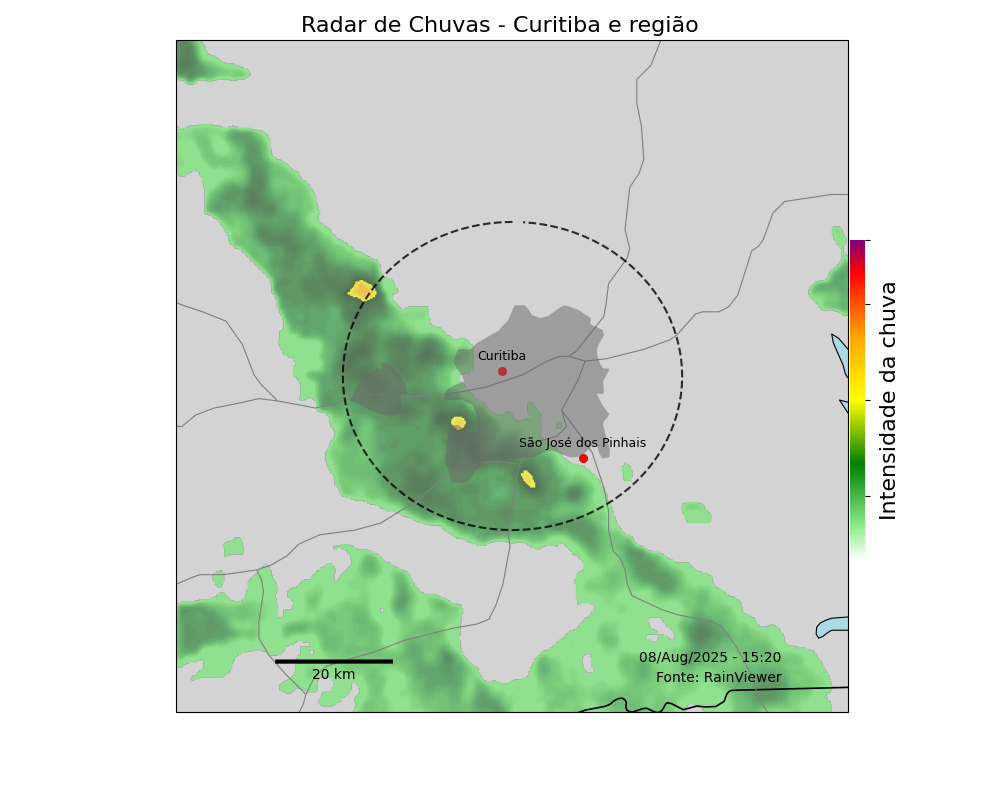 Radar de Chuvas - Curitiba e região
Curitiba
São José dos Pinhais
Intensidade da chuva
08/Aug/2025 - 15:20
Fonte: RainViewer
20 km